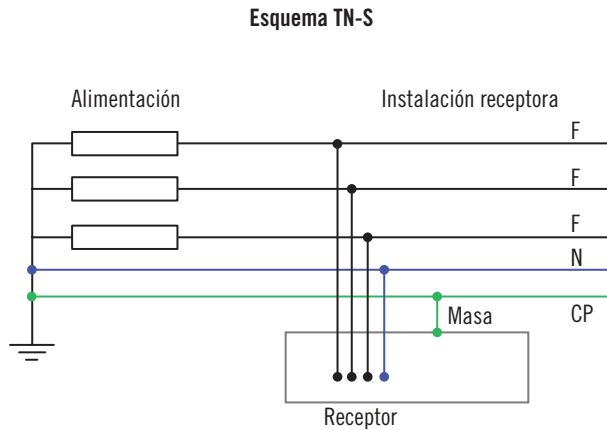 Esquema TN-S
Alimentación
Instalación receptora
F
F
F
N
CP
Masa
Receptor